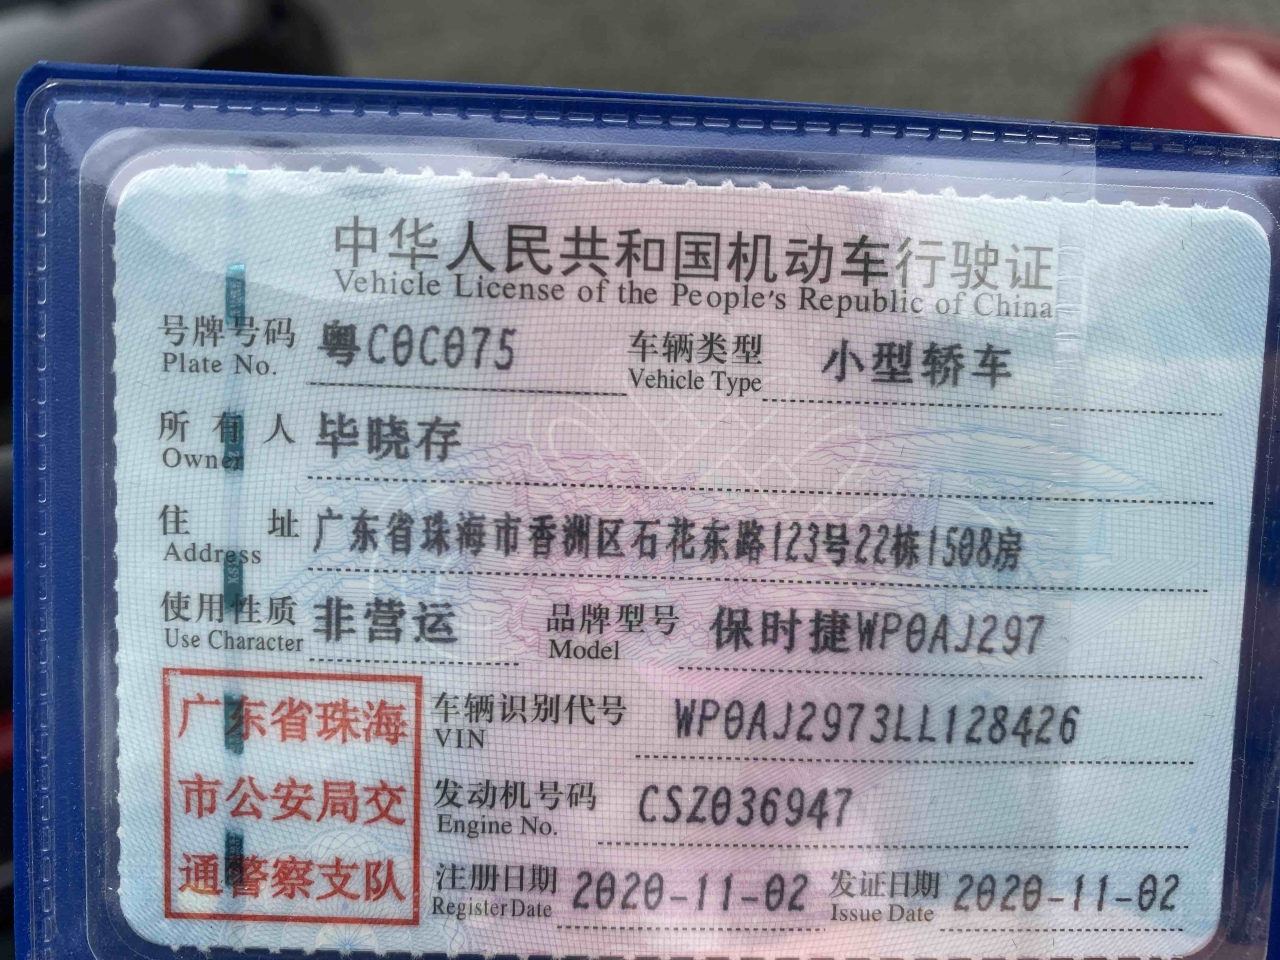 中华人民共和国机动车行驶证
Vehicle License of the People's Republic of China
号牌号码 粤C0C075 车辆类型 小型轿车
Plate No. Vehicle Type
所有人 毕晓存
Owner
住址 广东省珠海市香洲区石花东路123号22栋1508房
Address
使用性质 非营运 品牌型号 保时捷WP0AJ297
Use Character Model
广东省珠海
市公安局交
通警察支队
车辆识别代号 WP0AJ2973LL128426
VIN
发动机号码 CSZ036947
Engine No.
注册日期 2020-11-02 发证日期 2020-11-02
Register Date Issue Date